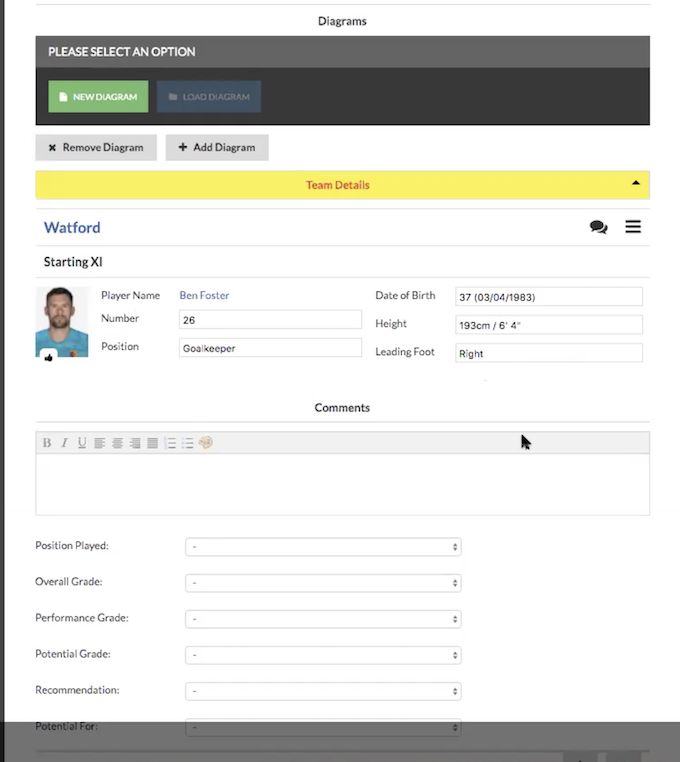 Diagrams
PLEASE SELECT AN OPTION
NEW DIAGRAM LOAD DIAGRAM
Remove Diagram Add Diagram
Team Details
Watford
Starting XI
Player Name Ben Foster Date of Birth 37 (03/04/1983)
Number 26 Height 193cm / 6' 4"
Position Goalkeeper Leading Foot Right
Comments
B I U
Position Played: -
Overall Grade: -
Performance Grade: -
Potential Grade: -
Recommendation: -
Potential For: -